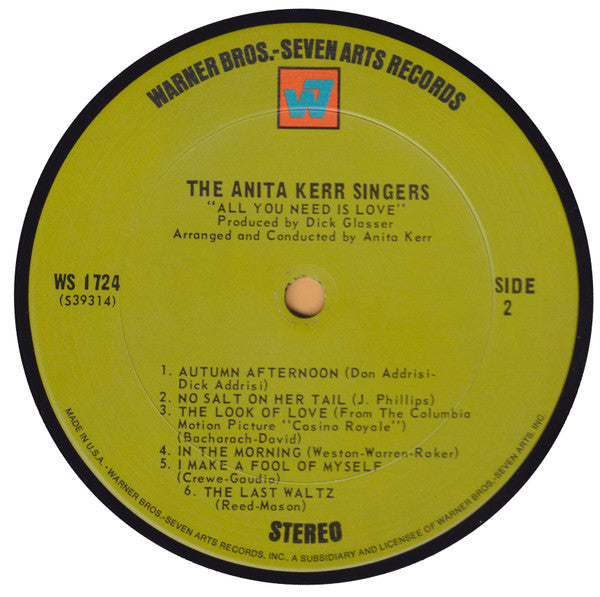 WARNER BROS.-SEVEN ARTS RECORDS
W7
THE ANITA KERR SINGERS
"ALL YOU NEED IS LOVE"
Produced by Dick Glasser
Arranged and Conducted by Anita Kerr
WS 1724
(S39314)
SIDE
2
1. AUTUMN AFTERNOON (Don Addrisi-
Dick Addrisi)
2. NO SALT ON HER TAIL (J. Phillips)
3. THE LOOK OF LOVE (From The Columbia
Motion Picture "Casino Royale")
(Bacharach-David)
4. IN THE MORNING (Weston-Warren-Roker)
5. I MAKE A FOOL OF MYSELF
(Crewe-Gaudio)
6. THE LAST WALTZ
(Reed-Mason)
STEREO
MADE IN U.S.A. • WARNER BROS.-SEVEN ARTS RECORDS, INC., A SUBSIDIARY AND LICENSEE OF WARNER BROS.-SEVEN ARTS, INC.